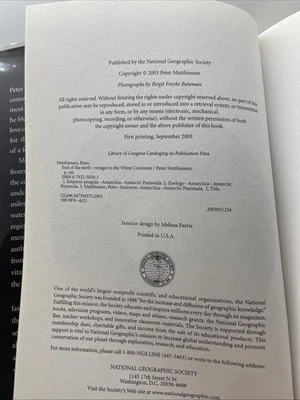 Published by the National Geographic Society
Copyright © 2003 Peter Matthiessen
Photographs by Birgit Freyke Bateman
All rights reserved. Without limiting the rights under copyright reserved above, no part of this
publication may be reproduced, stored in or introduced into a retrieval system, or transmitted,
in any form, or by any means (electronic, mechanical,
photocopying, recording, or otherwise), without the written permission of both
the copyright owner and the above publisher of this book.
First printing, September 2003
Library of Congress Cataloging-in-Publication Data
Matthiessen, Peter
End of the earth : voyages to the White Continent / Peter Matthiessen.
p. cm.
1. Emperor penguin--Antarctica--Antarctic Peninsula. 2. Zoology--Antarctica--Antarctic
Peninsula. 3. Matthiessen, Peter--Journeys--Antarctica--Antarctic Peninsula. I. Title.
Interior design by Melissa Farris
Printed in U.S.A.
One of the world's largest nonprofit scientific and educational organizations, the National
Geographic Society was founded in 1888 "for the increase and diffusion of geographic knowledge."
Fulfilling this mission, the Society educates and inspires millions every day through its magazines,
books, television programs, videos, maps and atlases, research grants, the National Geographic
Bee, teacher workshops, and innovative classroom materials. The Society is supported through
membership dues, charitable gifts, and income from the sale of its educational products. This
support is vital to National Geographic's mission to increase global understanding and promote
conservation of our planet through exploration, research, and education.
For more information, please call 1-800-NGS LINE (647-5463) or write to the following address:
NATIONAL GEOGRAPHIC SOCIETY
1145 17th Street N.W.
Washington, D.C. 20036-4688
Visit the Society's Web site at www.nationalgeographic.com